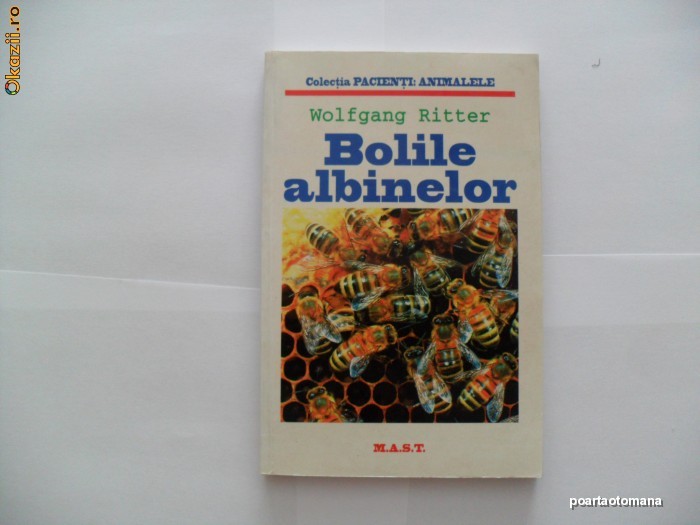 Okazii.ro
Colecția PACIENȚI: ANIMALELE
Wolfgang Ritter
Bolile
albinelor
M.A.S.T.
poartaotomana